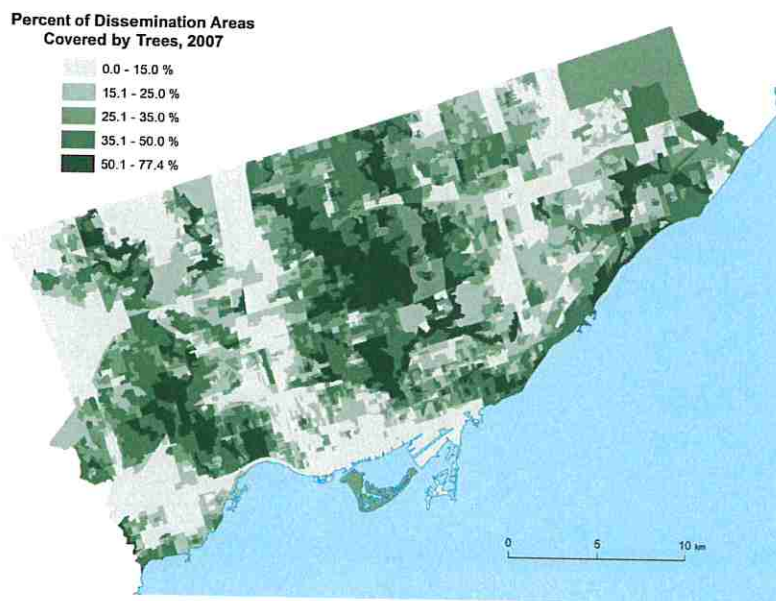 Percent of Dissemination Areas
Covered by Trees, 2007
0.0 - 15.0 %
15.1 - 25.0 %
25.1 - 35.0 %
35.1 - 50.0 %
50.1 - 77.4 %
0 5 10 km